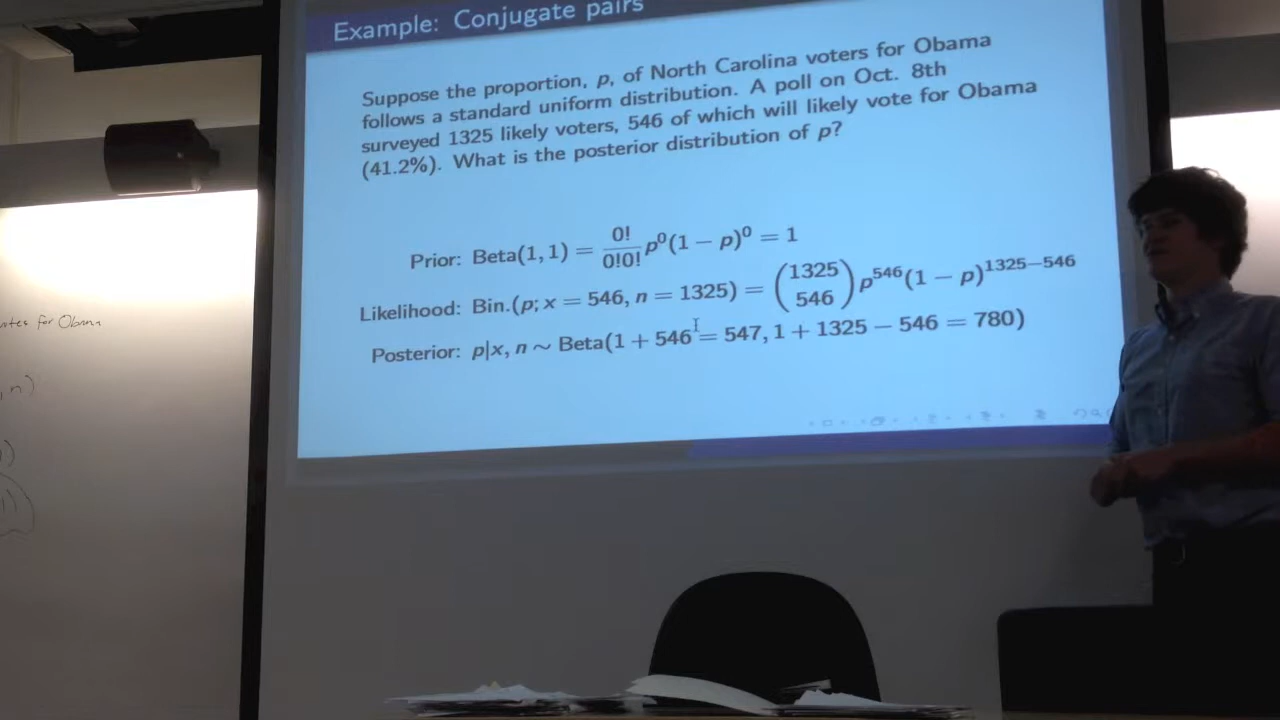 Example: Conjugate pairs
Suppose the proportion, p, of North Carolina voters for Obama
follows a standard uniform distribution. A poll on Oct. 8th
surveyed 1325 likely voters, 546 of which will likely vote for Obama
(41.2%). What is the posterior distribution of p?
Prior: Beta(1, 1) = 0!/0!0! p⁰(1 − p)⁰ = 1
Likelihood: Bin.(p; x = 546, n = 1325) = (1325 546) p⁵⁴⁶(1 − p)¹³²⁵⁻⁵⁴⁶
Posterior: p|x, n ∼ Beta(1 + 546 = 547, 1 + 1325 − 546 = 780)
for Obama
, n)
)
1)